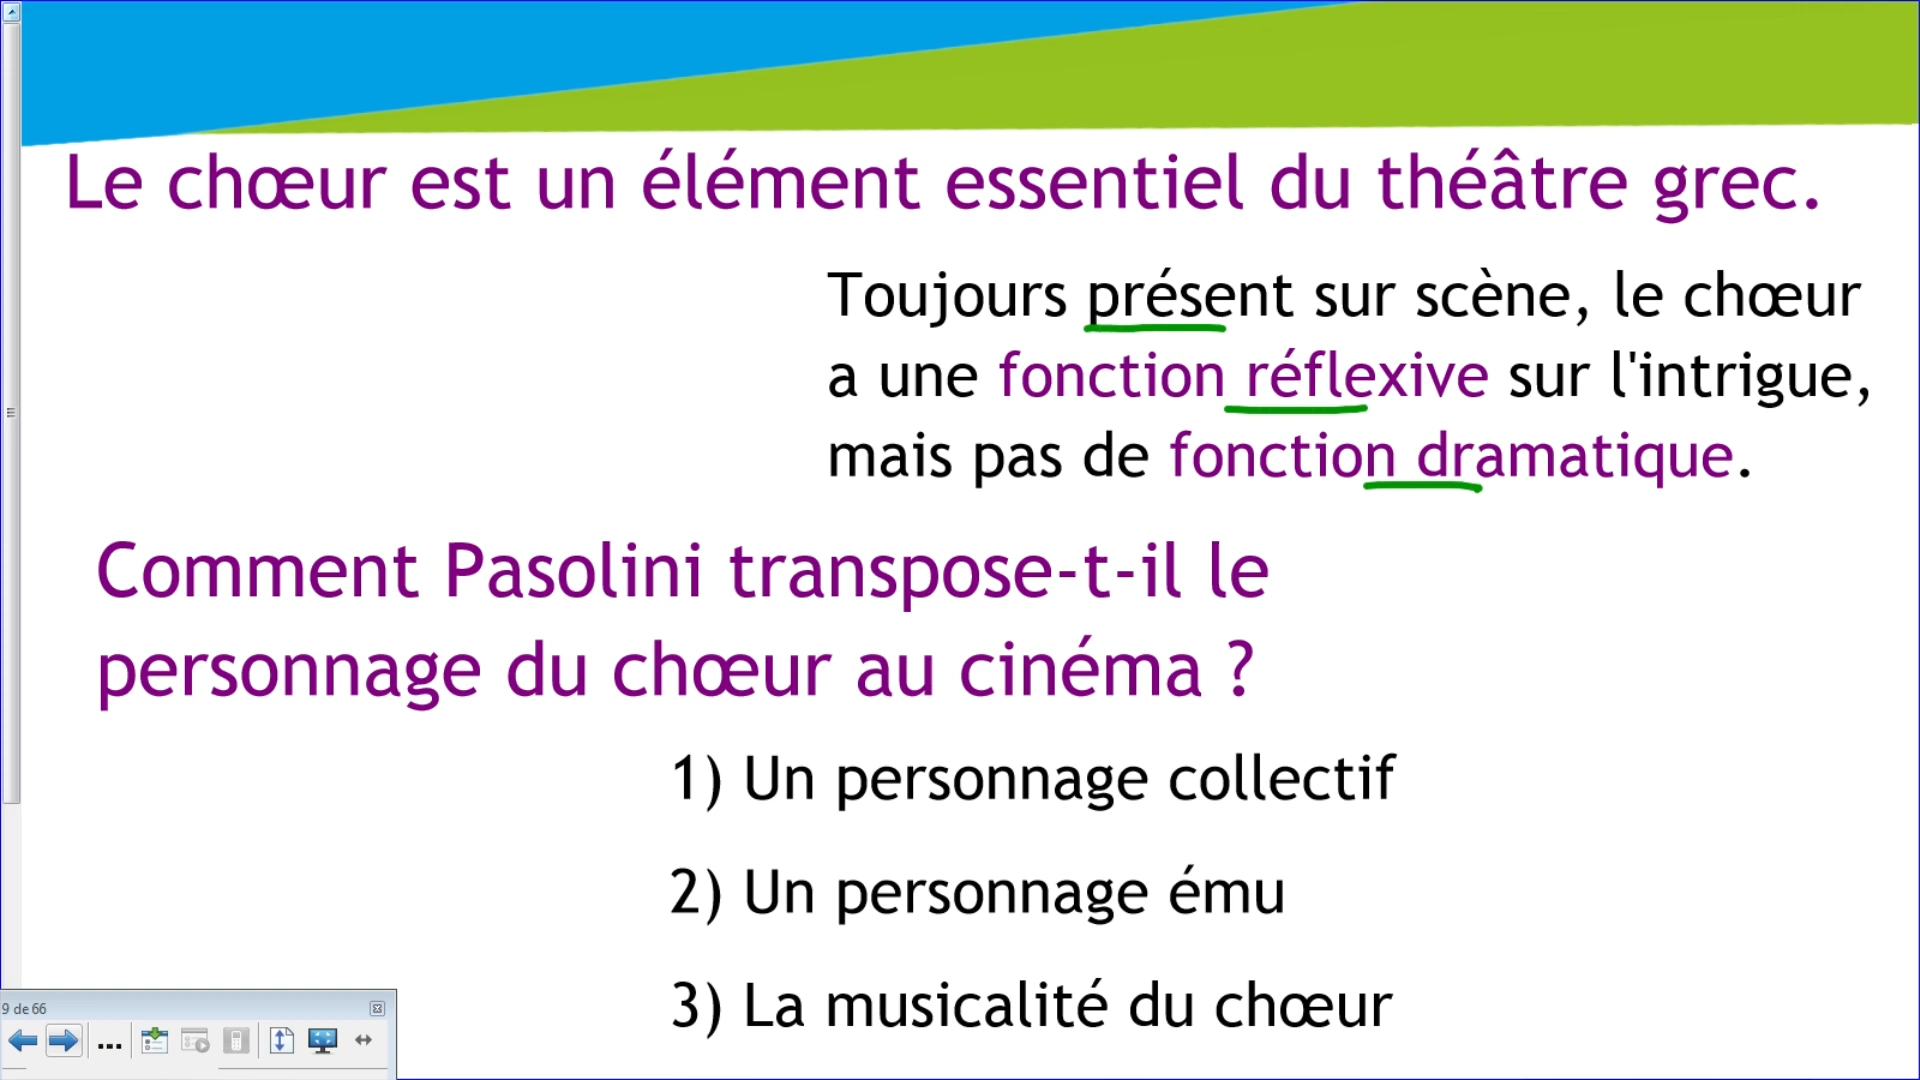 Le chœur est un élément essentiel du théâtre grec.
Toujours présent sur scène, le chœur
a une fonction réflexive sur l'intrigue,
mais pas de fonction dramatique.
Comment Pasolini transpose-t-il le
personnage du chœur au cinéma ?
1) Un personnage collectif
2) Un personnage ému
3) La musicalité du chœur
9 de 66
...